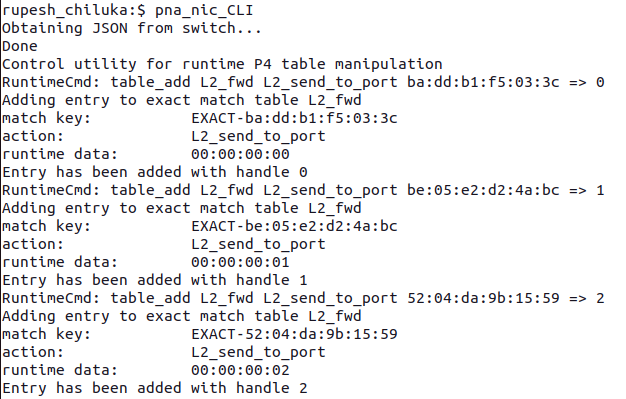 rupesh_chiluka:$ pna_nic_CLI
Obtaining JSON from switch...
Done
Control utility for runtime P4 table manipulation
RuntimeCmd: table_add L2_fwd L2_send_to_port ba:dd:b1:f5:03:3c => 0
Adding entry to exact match table L2_fwd
match key:           EXACT-ba:dd:b1:f5:03:3c
action:              L2_send_to_port
runtime data:        00:00:00:00
Entry has been added with handle 0
RuntimeCmd: table_add L2_fwd L2_send_to_port be:05:e2:d2:4a:bc => 1
Adding entry to exact match table L2_fwd
match key:           EXACT-be:05:e2:d2:4a:bc
action:              L2_send_to_port
runtime data:        00:00:00:01
Entry has been added with handle 1
RuntimeCmd: table_add L2_fwd L2_send_to_port 52:04:da:9b:15:59 => 2
Adding entry to exact match table L2_fwd
match key:           EXACT-52:04:da:9b:15:59
action:              L2_send_to_port
runtime data:        00:00:00:02
Entry has been added with handle 2